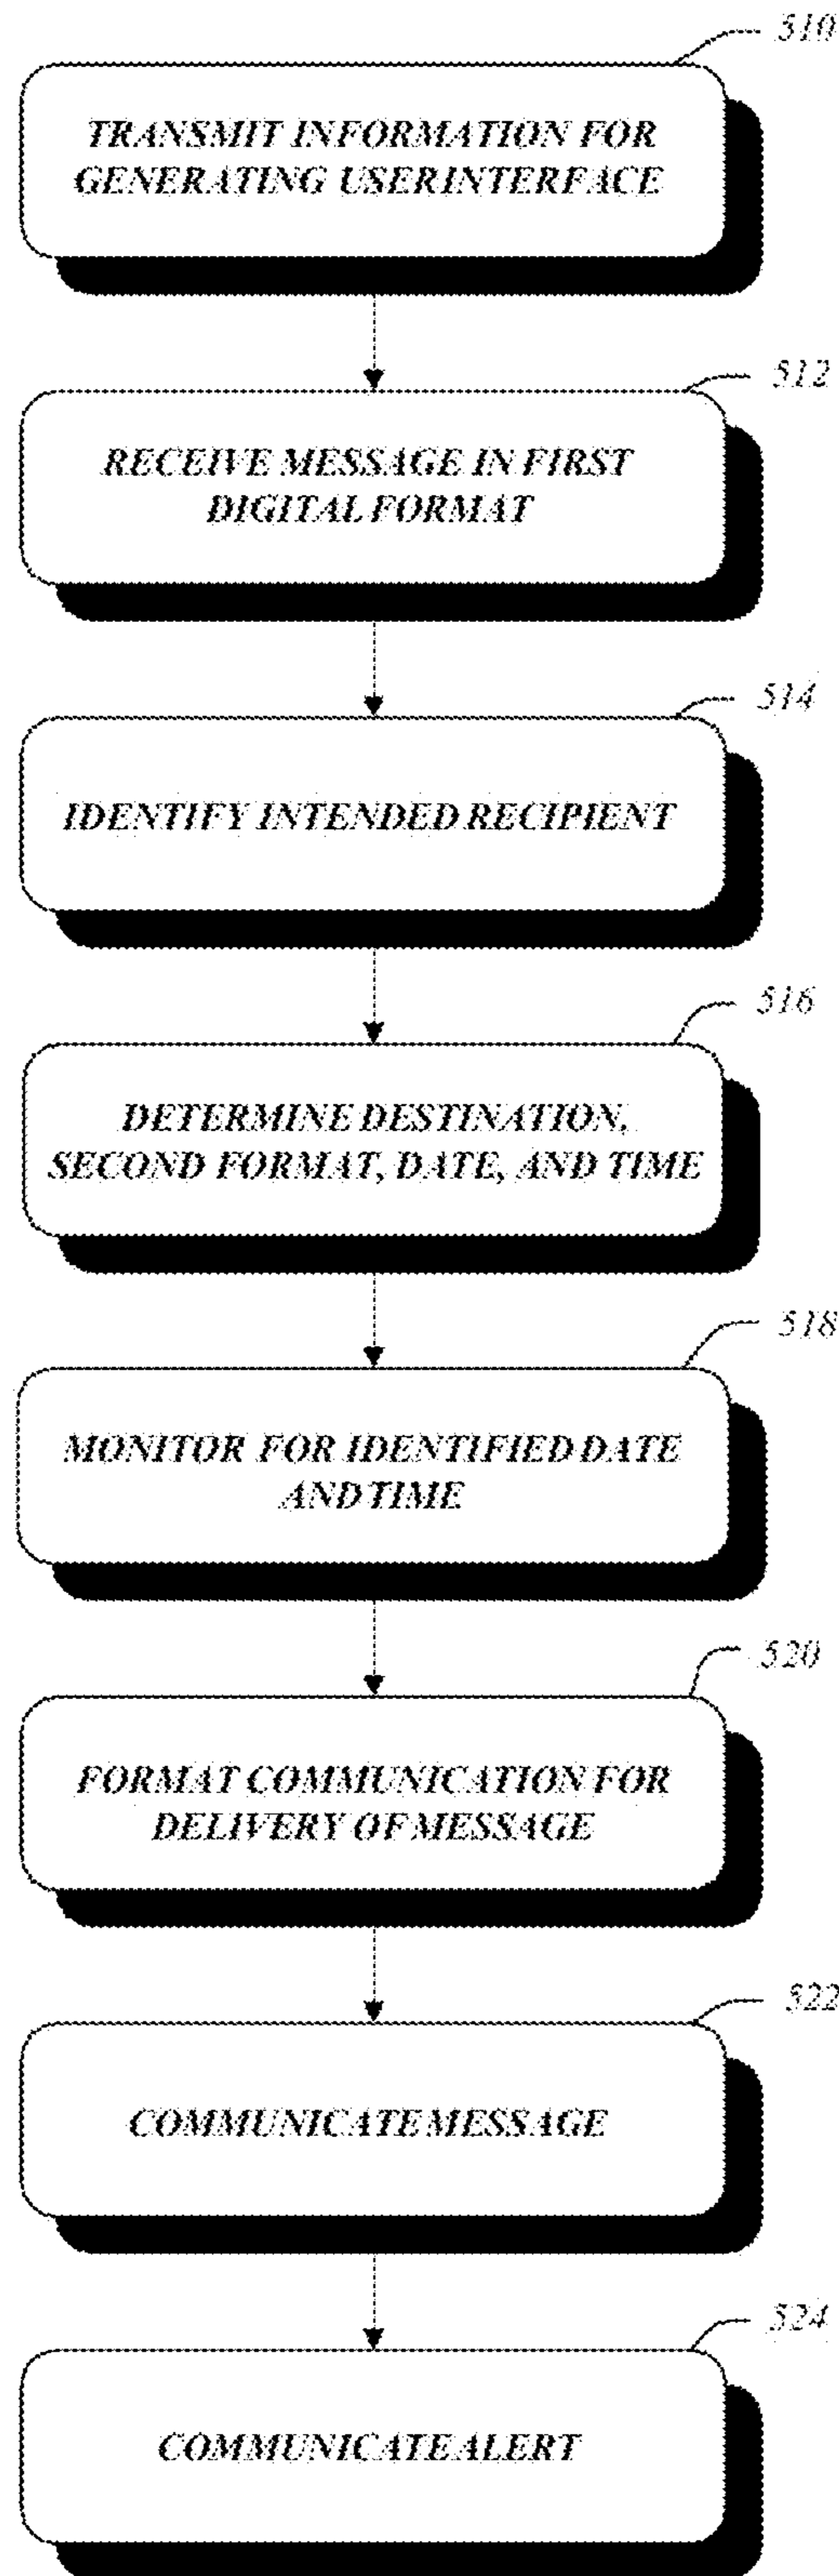 510
TRANSMIT INFORMATION FOR
GENERATING USER INTERFACE
512
RECEIVE MESSAGE IN FIRST
DIGITAL FORMAT
514
IDENTIFY INTENDED RECIPIENT
516
DETERMINE DESTINATION,
SECOND FORMAT, DATE, AND TIME
518
MONITOR FOR IDENTIFIED DATE
AND TIME
520
FORMAT COMMUNICATION FOR
DELIVERY OF MESSAGE
522
COMMUNICATE MESSAGE
524
COMMUNICATE ALERT